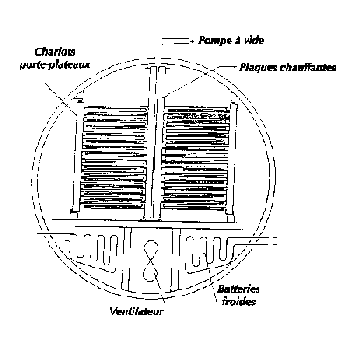 Pompe à vide
Chariots
porte-plateaux
Plaques chauffantes
Batteries
froides
Ventilateur